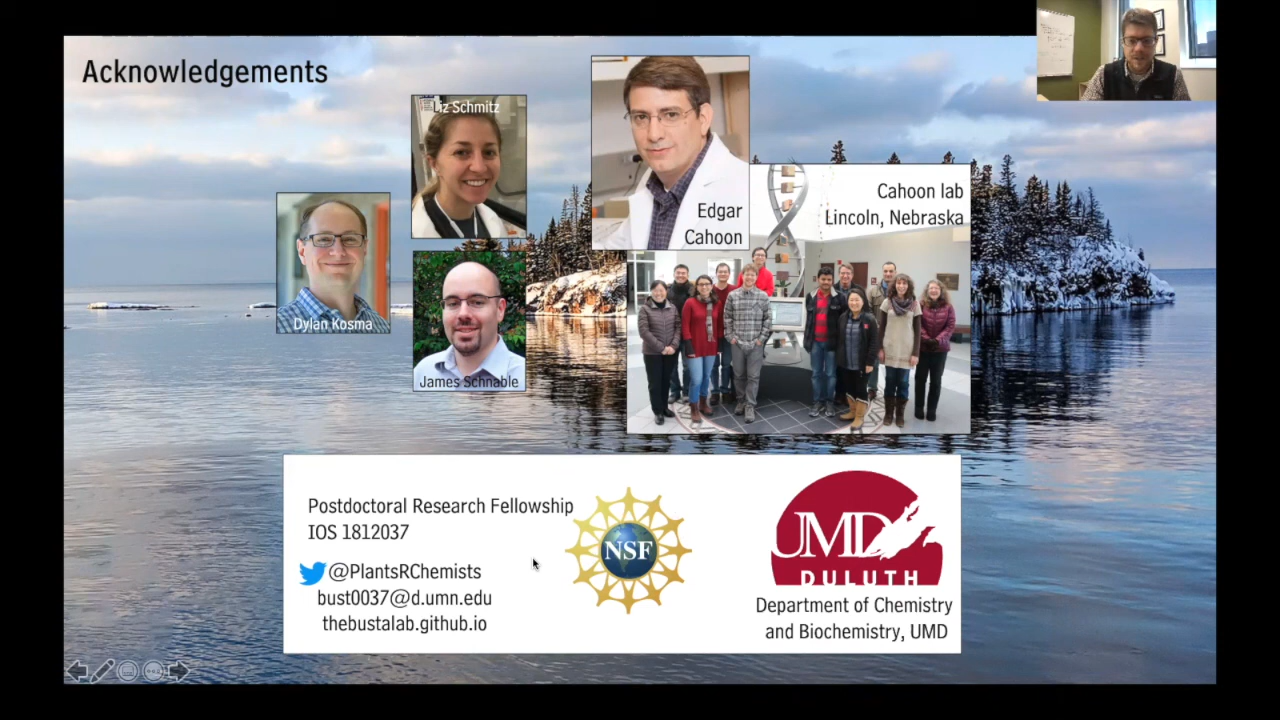 Acknowledgements
Liz Schmitz
Dylan Kosma
James Schnable
Edgar
Cahoon
Cahoon lab
Lincoln, Nebraska
Postdoctoral Research Fellowship
IOS 1812037
@PlantsRChemists
bust0037@d.umn.edu
thebustalab.github.io
NSF
UMD
DULUTH
Department of Chemistry
and Biochemistry, UMD